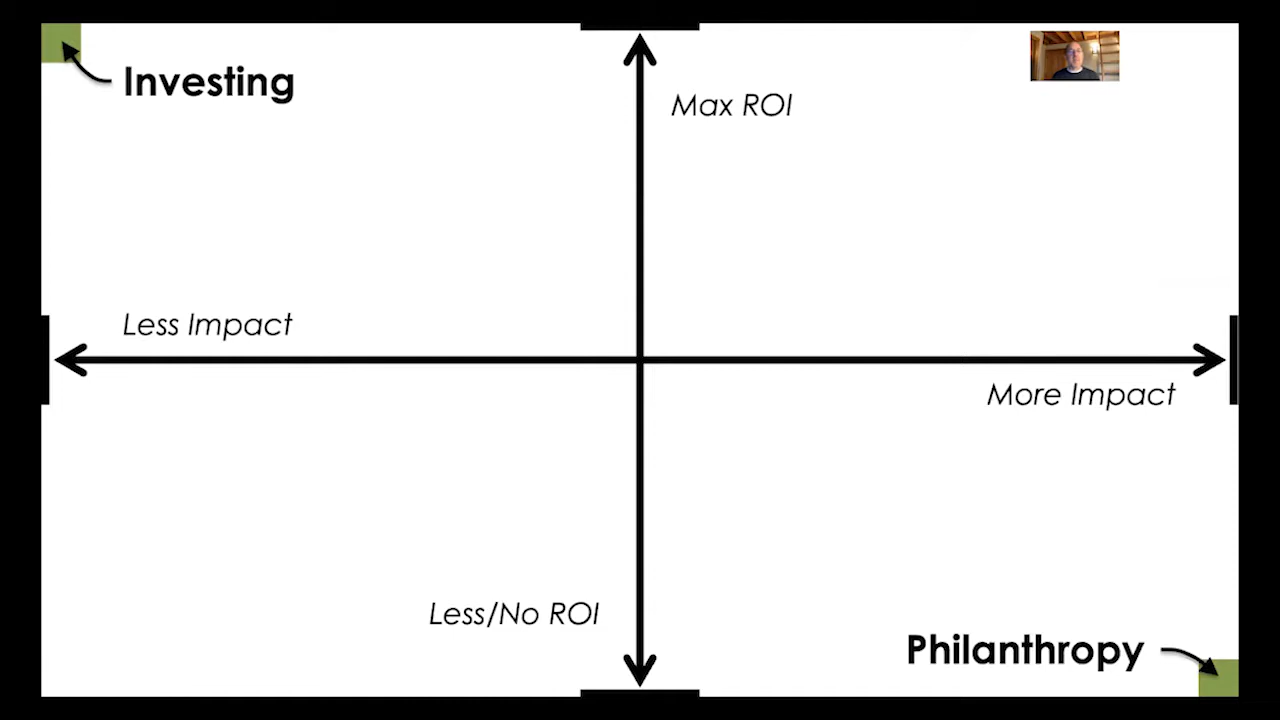 Investing
Max ROI
Less Impact
More Impact
Less/No ROI
Philanthropy